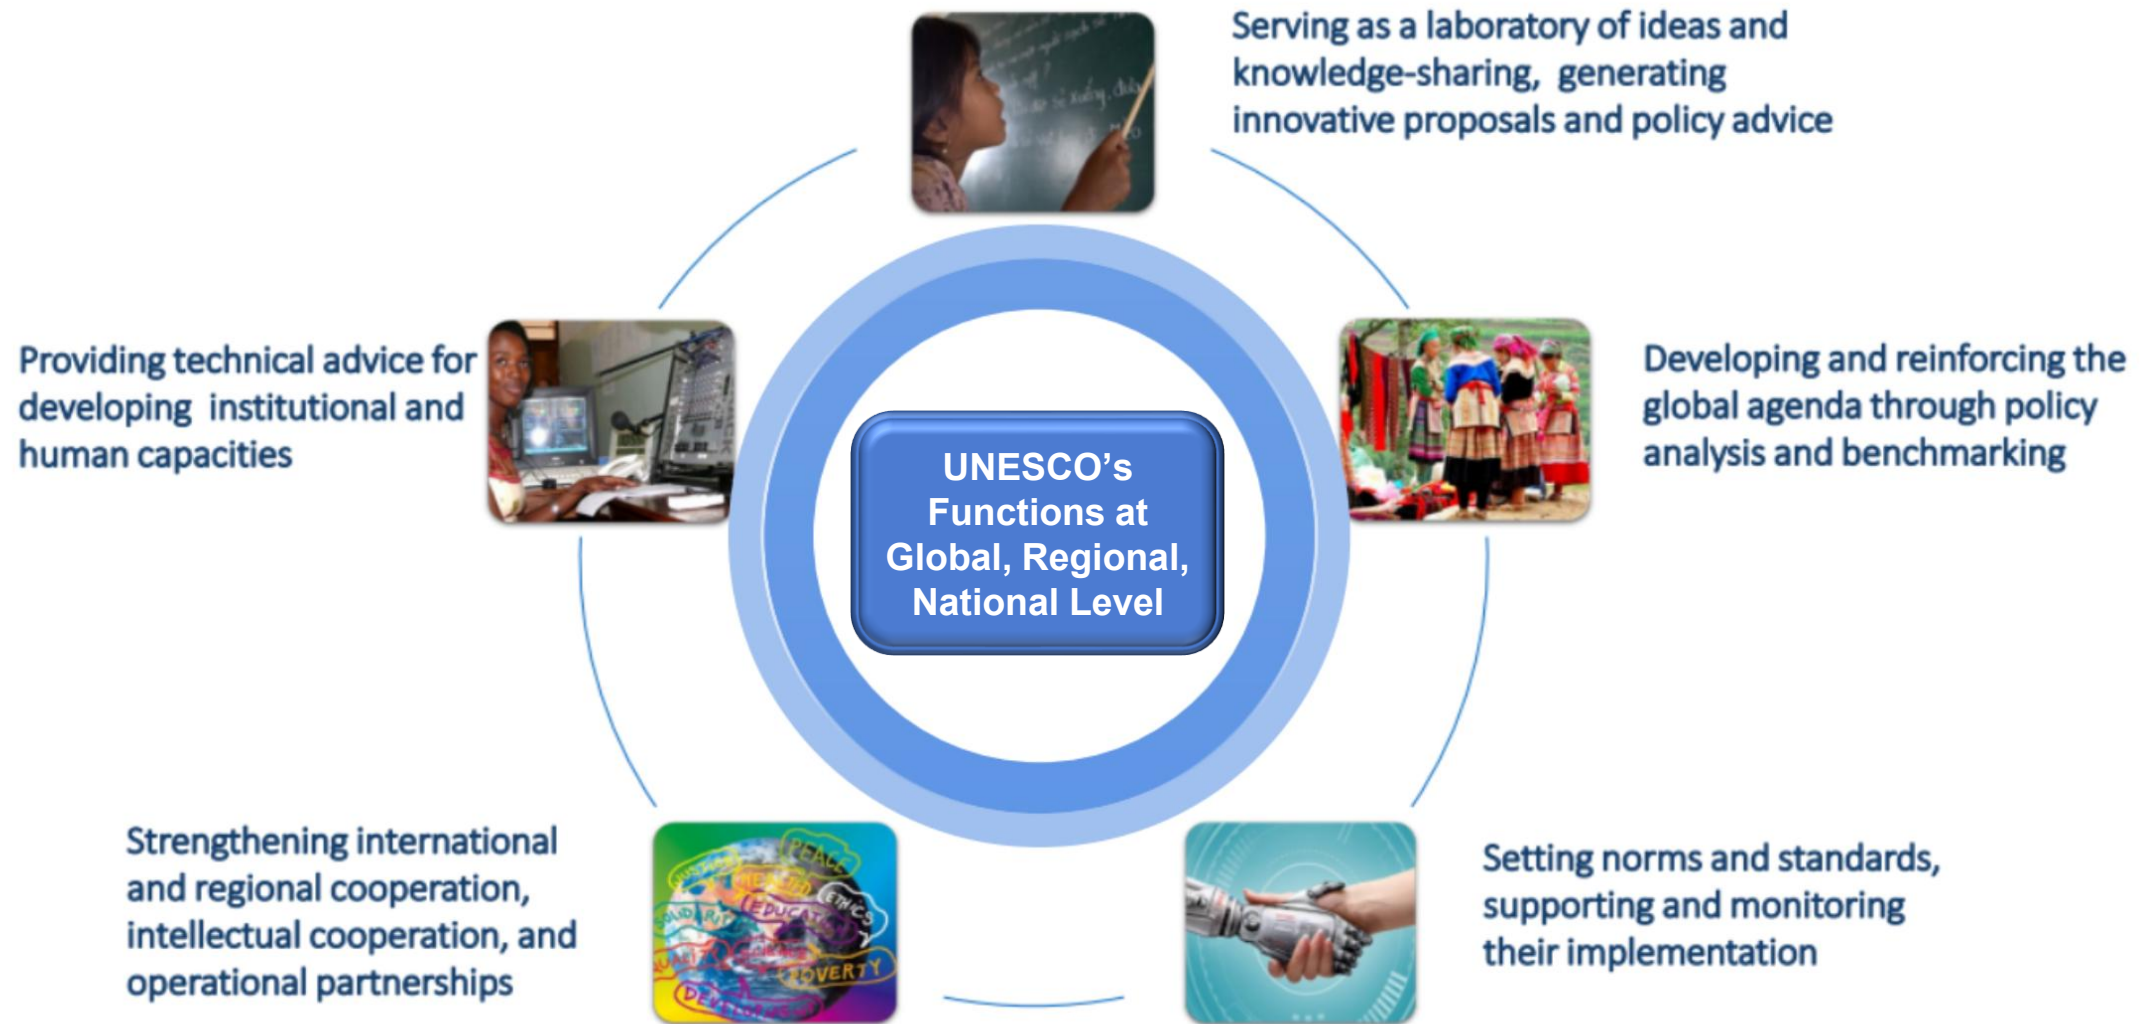 Serving as a laboratory of ideas and
knowledge-sharing, generating
innovative proposals and policy advice
Providing technical advice for
developing institutional and
human capacities
UNESCO’s
Functions at
Global, Regional,
National Level
Developing and reinforcing the
global agenda through policy
analysis and benchmarking
Strengthening international
and regional cooperation,
intellectual cooperation, and
operational partnerships
PEACE
HEALTH
ETHICS
Setting norms and standards,
supporting and monitoring
their implementation